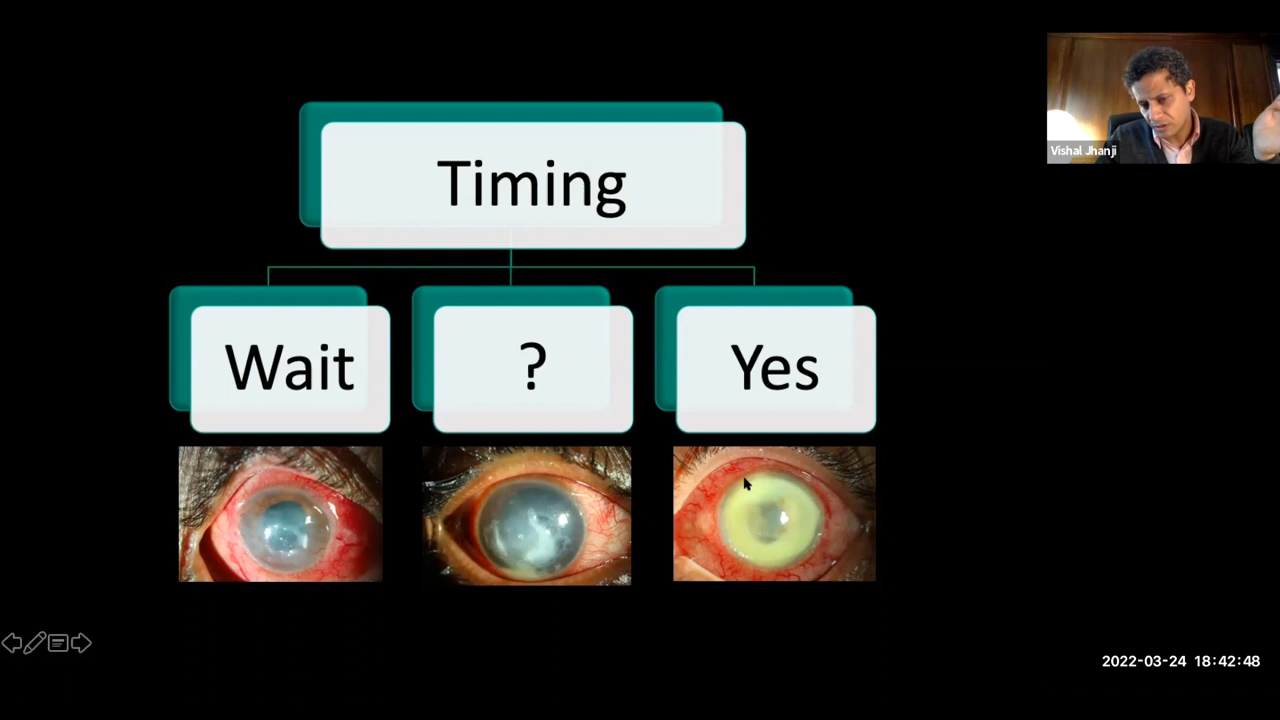 Vishal Jhanji
Timing
Wait
?
Yes
2022-03-24 18:42:48